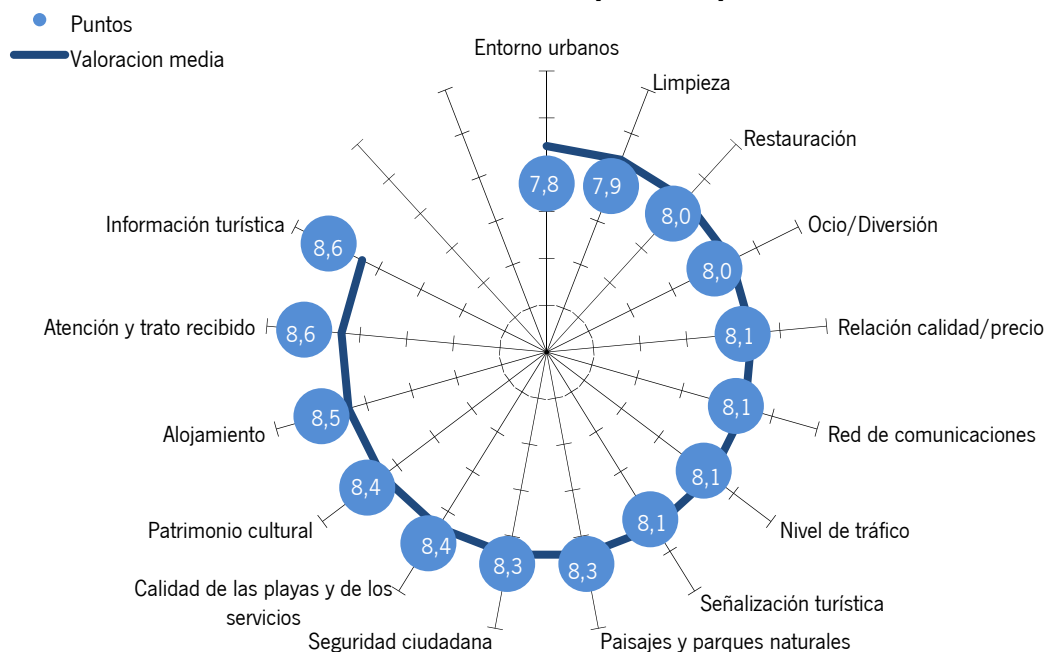 Puntos
Valoracion media
Entorno urbanos
7,8
Limpieza
7,9
Restauración
8,0
Ocio/Diversión
8,0
Relación calidad/precio
8,1
Red de comunicaciones
8,1
Nivel de tráfico
8,1
Señalización turística
8,1
Paisajes y parques naturales
8,3
Seguridad ciudadana
8,3
Calidad de las playas y de los
servicios
8,4
Patrimonio cultural
8,4
Alojamiento
8,5
Atención y trato recibido
8,6
Información turística
8,6